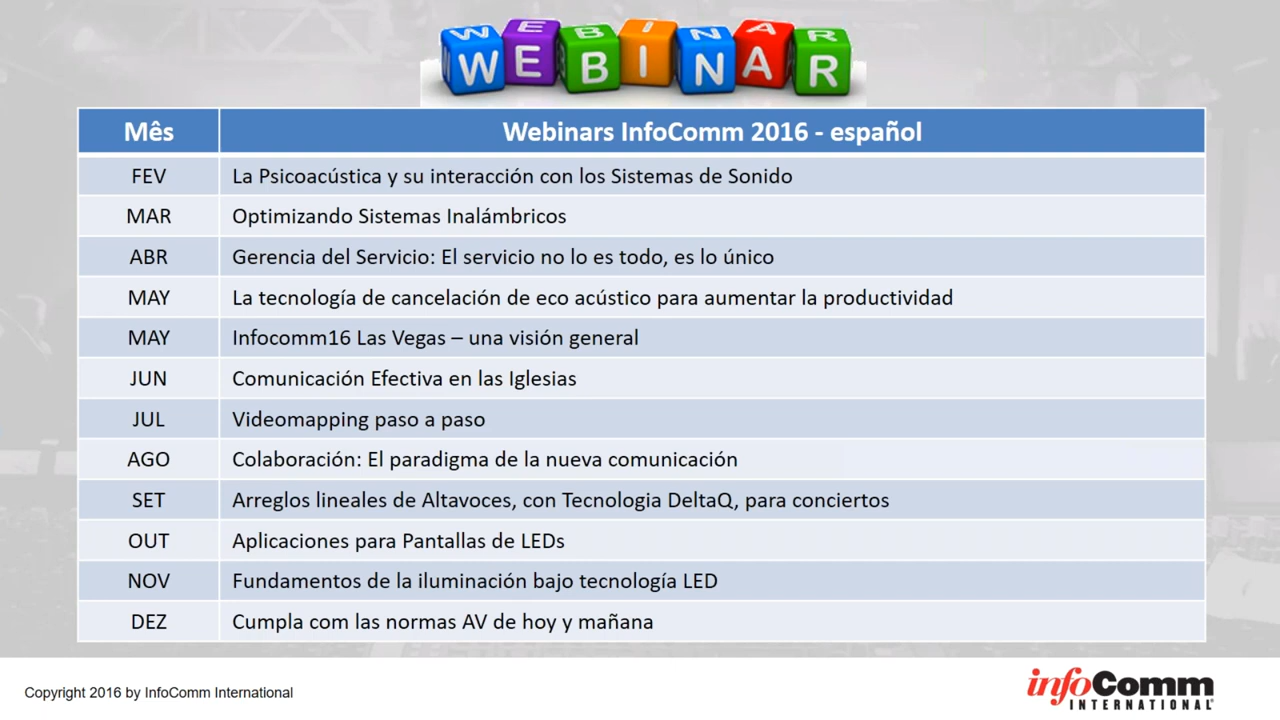 WEBINAR
WEBINAR
Mês Webinars InfoComm 2016 - español
FEV La Psicoacústica y su interacción con los Sistemas de Sonido
MAR Optimizando Sistemas Inalámbricos
ABR Gerencia del Servicio: El servicio no lo es todo, es lo único
MAY La tecnología de cancelación de eco acústico para aumentar la productividad
MAY Infocomm16 Las Vegas – una visión general
JUN Comunicación Efectiva en las Iglesias
JUL Videomapping paso a paso
AGO Colaboración: El paradigma de la nueva comunicación
SET Arreglos lineales de Altavoces, con Tecnologia DeltaQ, para conciertos
OUT Aplicaciones para Pantallas de LEDs
NOV Fundamentos de la iluminación bajo tecnología LED
DEZ Cumpla com las normas AV de hoy y mañana
Copyright 2016 by InfoComm International
infoComm
INTERNATIONAL®